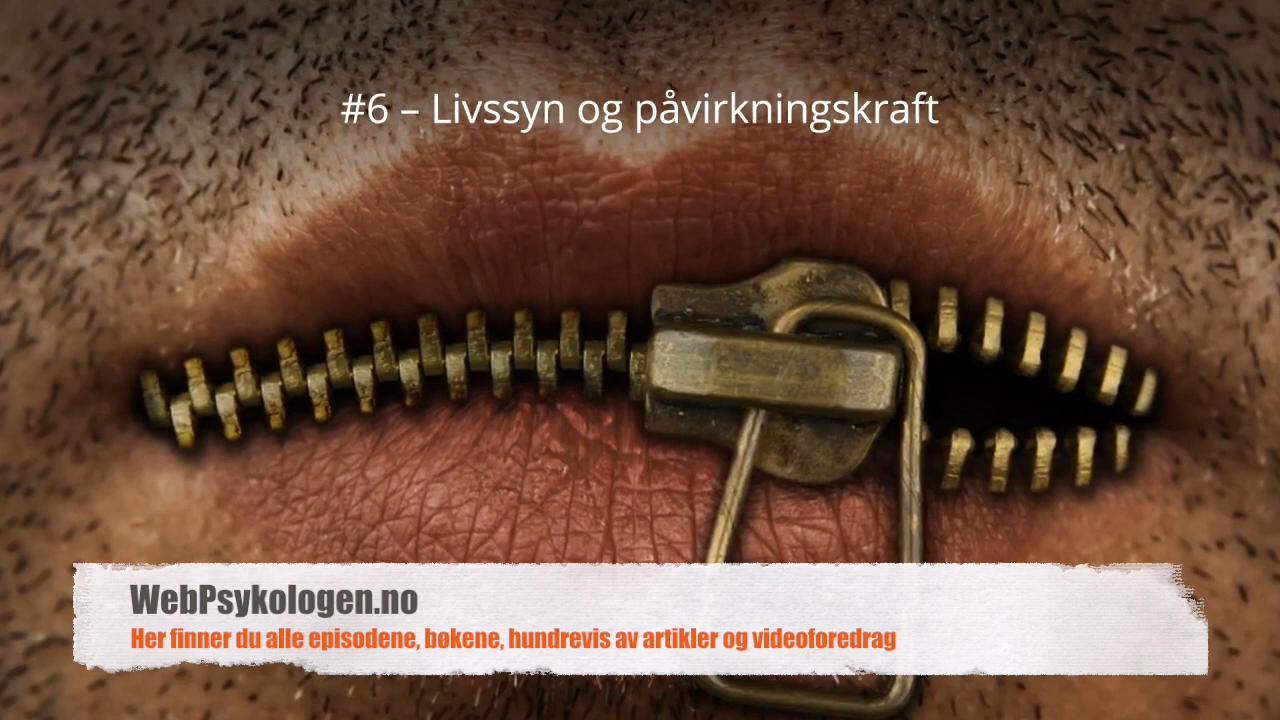 #6 – Livssyn og påvirkningskraft
WebPsykologen.no
Her finner du alle episodene, bøkene, hundrevis av artikler og videoforedrag